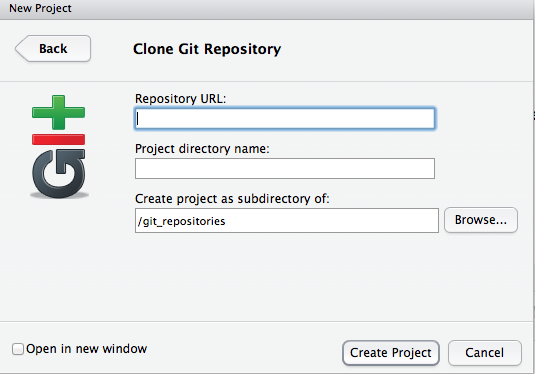 New Project
Back
Clone Git Repository
Repository URL:
Project directory name:
Create project as subdirectory of:
/git_repositories
Browse...
Open in new window
Create Project
Cancel